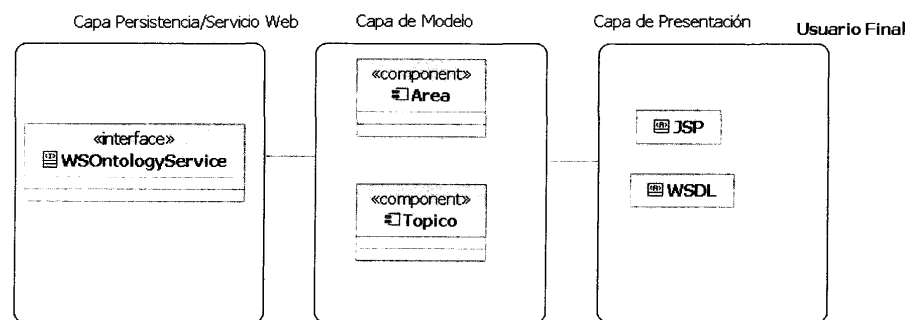 Capa Persistencia/Servicio Web
Capa de Modelo
Capa de Presentación
Usuario Final
«interface»
WSOntologyService
«component»
Area
«component»
Topico
JSP
WSDL